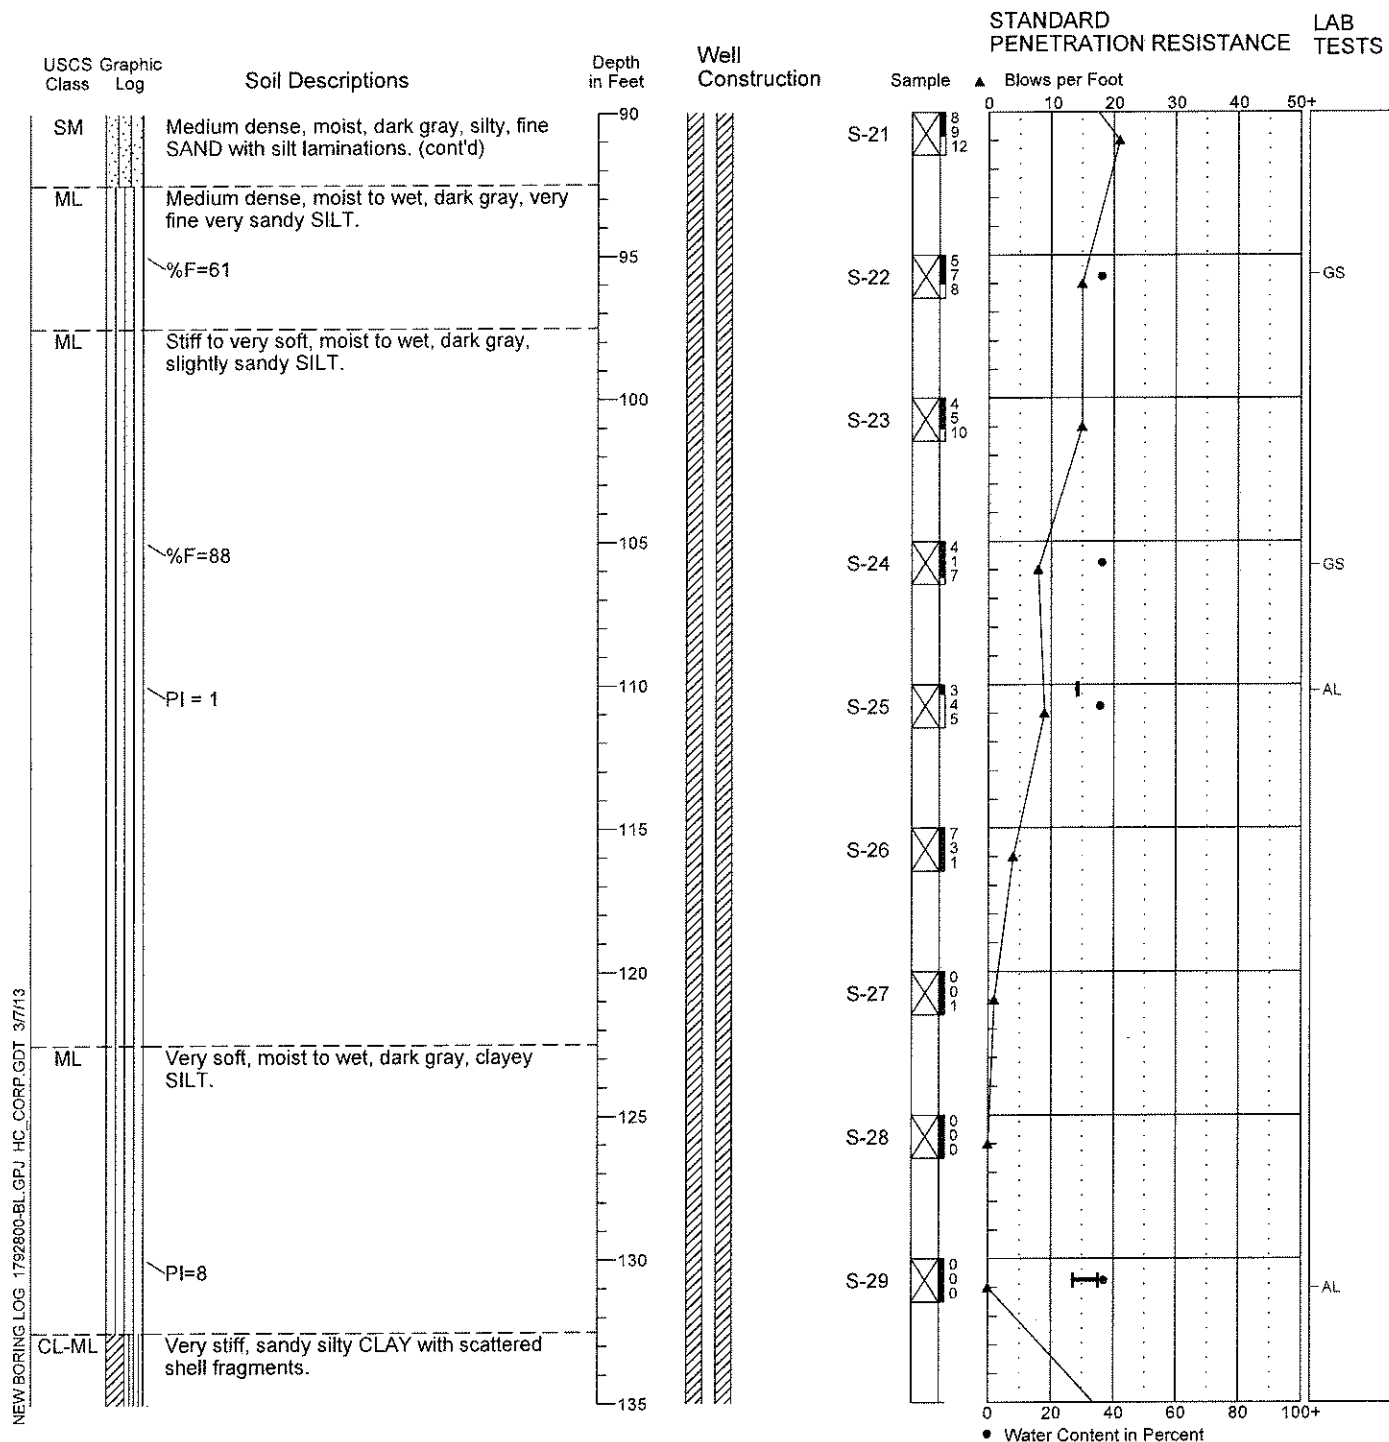 STANDARD
PENETRATION RESISTANCE
LAB
TESTS
USCS Graphic
Class Log
Soil Descriptions
Depth
in Feet
Well
Construction
Sample
▲ Blows per Foot
0 10 20 30 40 50+
SM
Medium dense, moist, dark gray, silty, fine
SAND with silt laminations. (cont'd)
90
S-21
8
9
12
ML
Medium dense, moist to wet, dark gray, very
fine very sandy SILT.
%F=61
95
S-22
5
7
8
GS
ML
Stiff to very soft, moist to wet, dark gray,
slightly sandy SILT.
100
S-23
4
5
10
%F=88
105
S-24
4
1
7
GS
PI = 1
110
S-25
3
4
5
AL
115
S-26
7
3
1
120
S-27
0
0
1
ML
Very soft, moist to wet, dark gray, clayey
SILT.
125
S-28
0
0
0
PI=8
130
S-29
0
0
0
AL
CL-ML
Very stiff, sandy silty CLAY with scattered
shell fragments.
135
0 20 40 60 80 100+
● Water Content in Percent
NEW BORING LOG 1792800-BL.GPJ HC_CORP.GDT 3/7/13